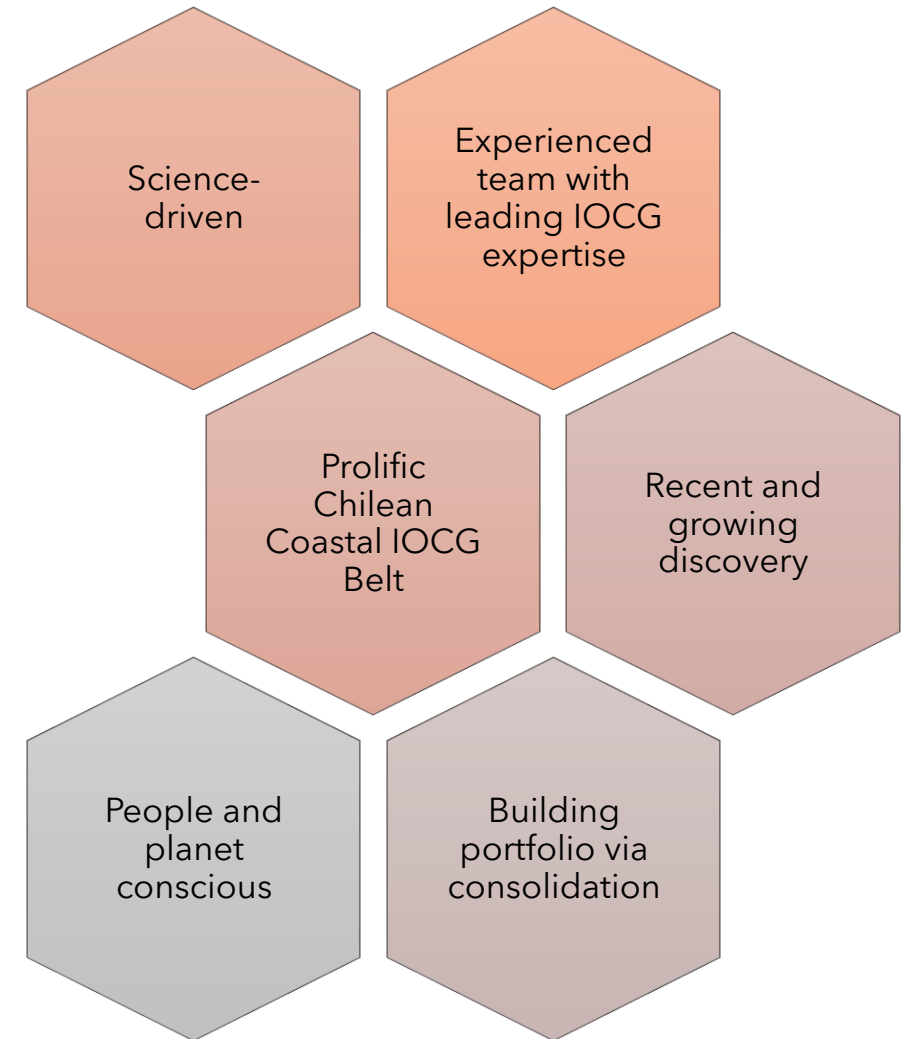 Science-
driven
Experienced
team with
leading IOCG
expertise
Prolific
Chilean
Coastal IOCG
Belt
Recent and
growing
discovery
People and
planet
conscious
Building
portfolio via
consolidation